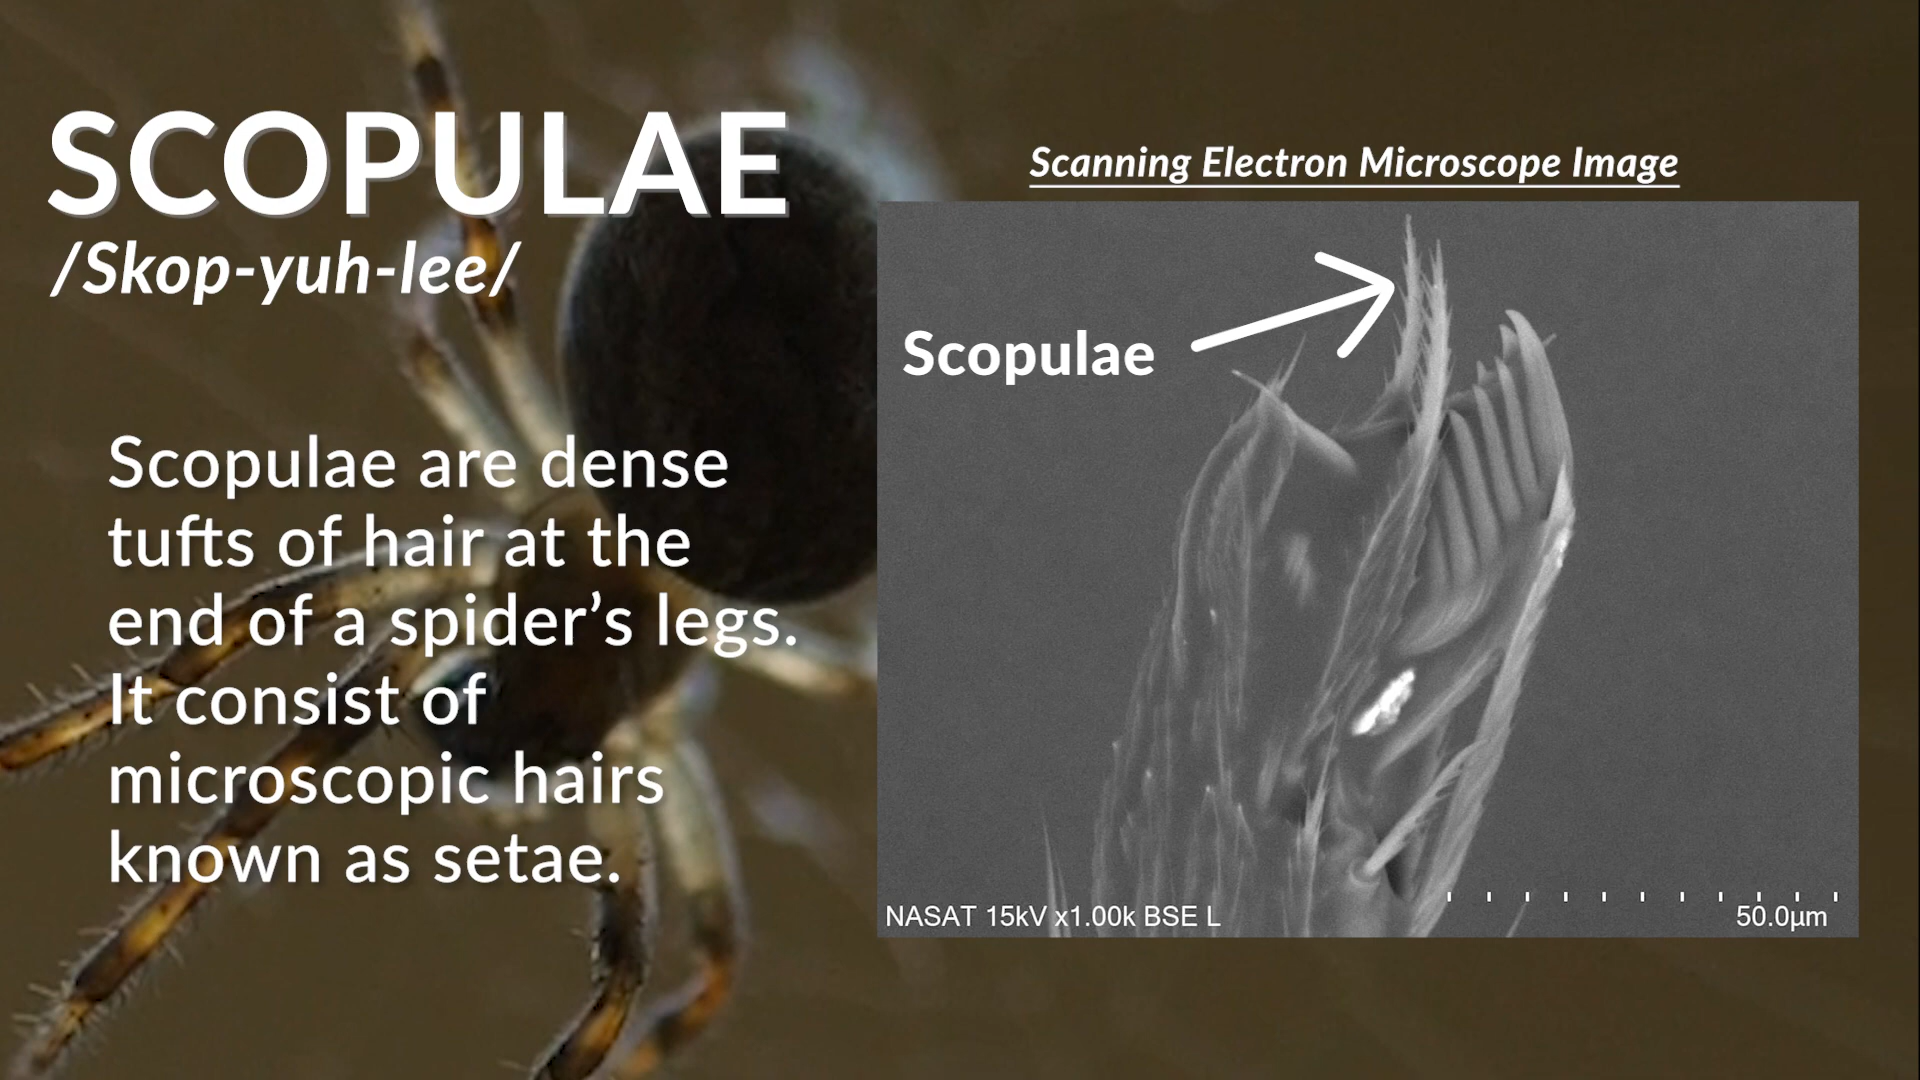 SCOPULAE
/Skop-yuh-lee/
Scopulae are dense
tufts of hair at the
end of a spider’s legs.
It consist of
microscopic hairs
known as setae.
Scanning Electron Microscope Image
Scopulae
NASAT 15kV x1.00k BSE L
50.0µm